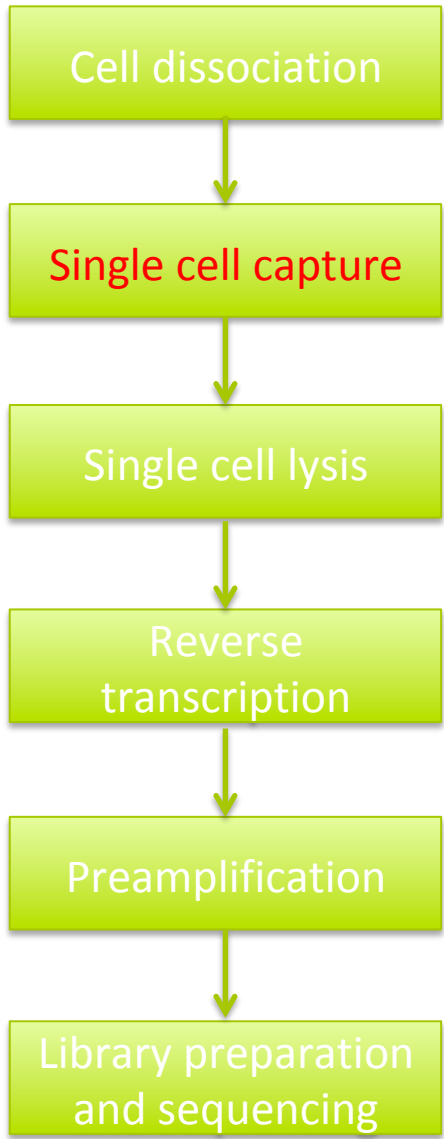 Cell dissociation
Single cell capture
Single cell lysis
Reverse
transcription
Preamplification
Library preparation
and sequencing